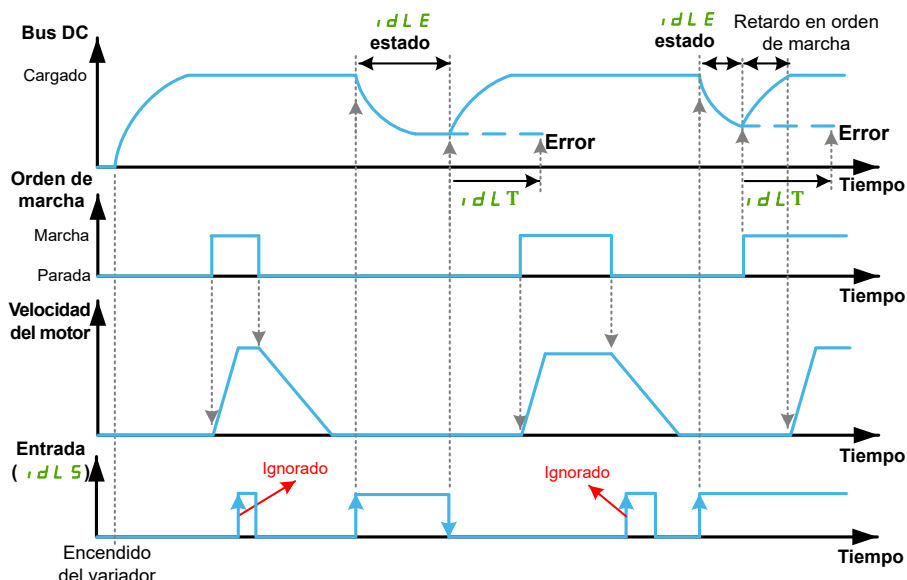 Bus DC
Cargado
idLE
estado
idLE
estado
Retardo en orden
de marcha
Error
Error
idLT
idLT
Tiempo
Orden de
marcha
Marcha
Parada
Tiempo
Velocidad
del motor
Tiempo
Entrada
( idLS)
Ignorado
Ignorado
Tiempo
Encendido
del variador